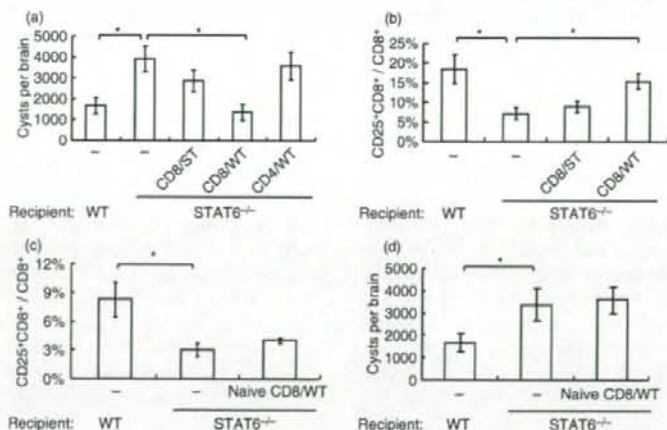 (a)
Cysts per brain
5000
4000
3000
2000
1000
0
*
*
–
–
CD8/ST
CD8/WT
CD4/WT
Recipient: WT
STAT6–/–
(b)
CD25+CD8+ / CD8+
25%
20%
15%
10%
5%
0%
*
*
–
–
CD8/ST
CD8/WT
Recipient: WT
STAT6–/–
(c)
CD25+CD8+ / CD8+
12%
9%
6%
3%
0%
*
–
–
Naive CD8/WT
Recipient: WT
STAT6–/–
(d)
Cysts per brain
5000
4000
3000
2000
1000
0
*
–
–
Naive CD8/WT
Recipient: WT
STAT6–/–